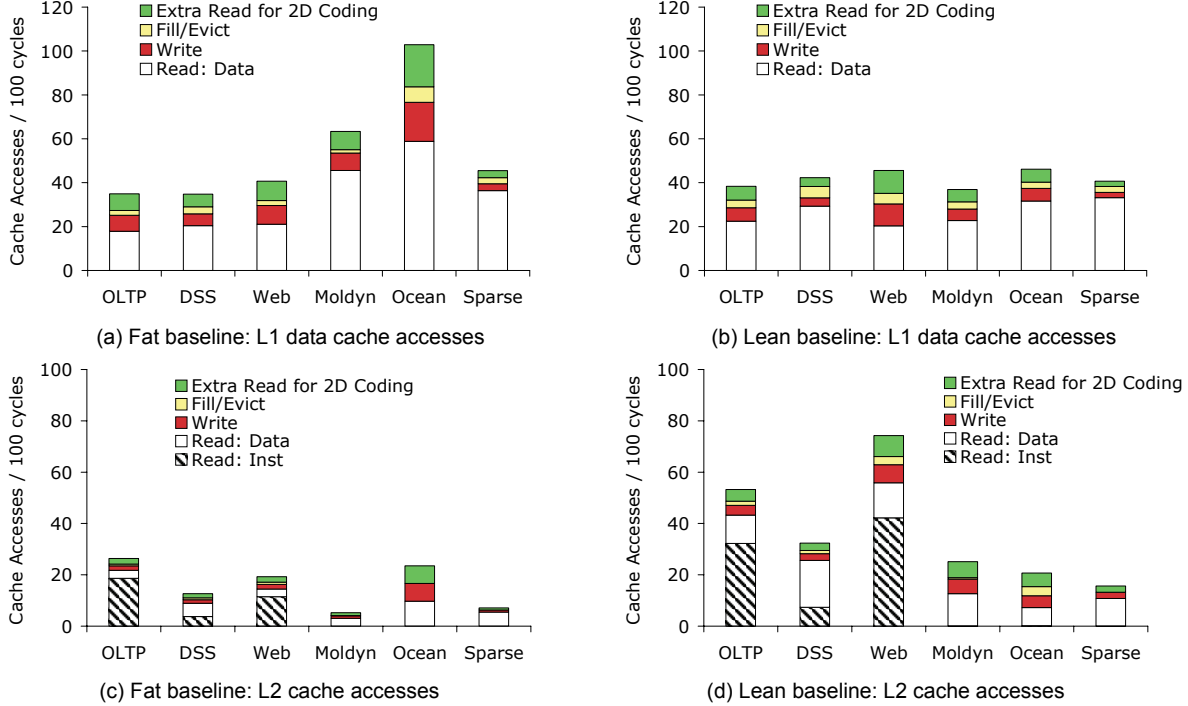 Cache Accesses / 100 cycles
120
100
80
60
40
20
0
Extra Read for 2D Coding
Fill/Evict
Write
Read: Data
OLTP DSS Web Moldyn Ocean Sparse
(a) Fat baseline: L1 data cache accesses
Cache Accesses / 100 cycles
120
100
80
60
40
20
0
Extra Read for 2D Coding
Fill/Evict
Write
Read: Data
OLTP DSS Web Moldyn Ocean Sparse
(b) Lean baseline: L1 data cache accesses
Cache Accesses / 100 cycles
100
80
60
40
20
0
Extra Read for 2D Coding
Fill/Evict
Write
Read: Data
Read: Inst
OLTP DSS Web Moldyn Ocean Sparse
(c) Fat baseline: L2 cache accesses
Cache Accesses / 100 cycles
100
80
60
40
20
0
Extra Read for 2D Coding
Fill/Evict
Write
Read: Data
Read: Inst
OLTP DSS Web Moldyn Ocean Sparse
(d) Lean baseline: L2 cache accesses